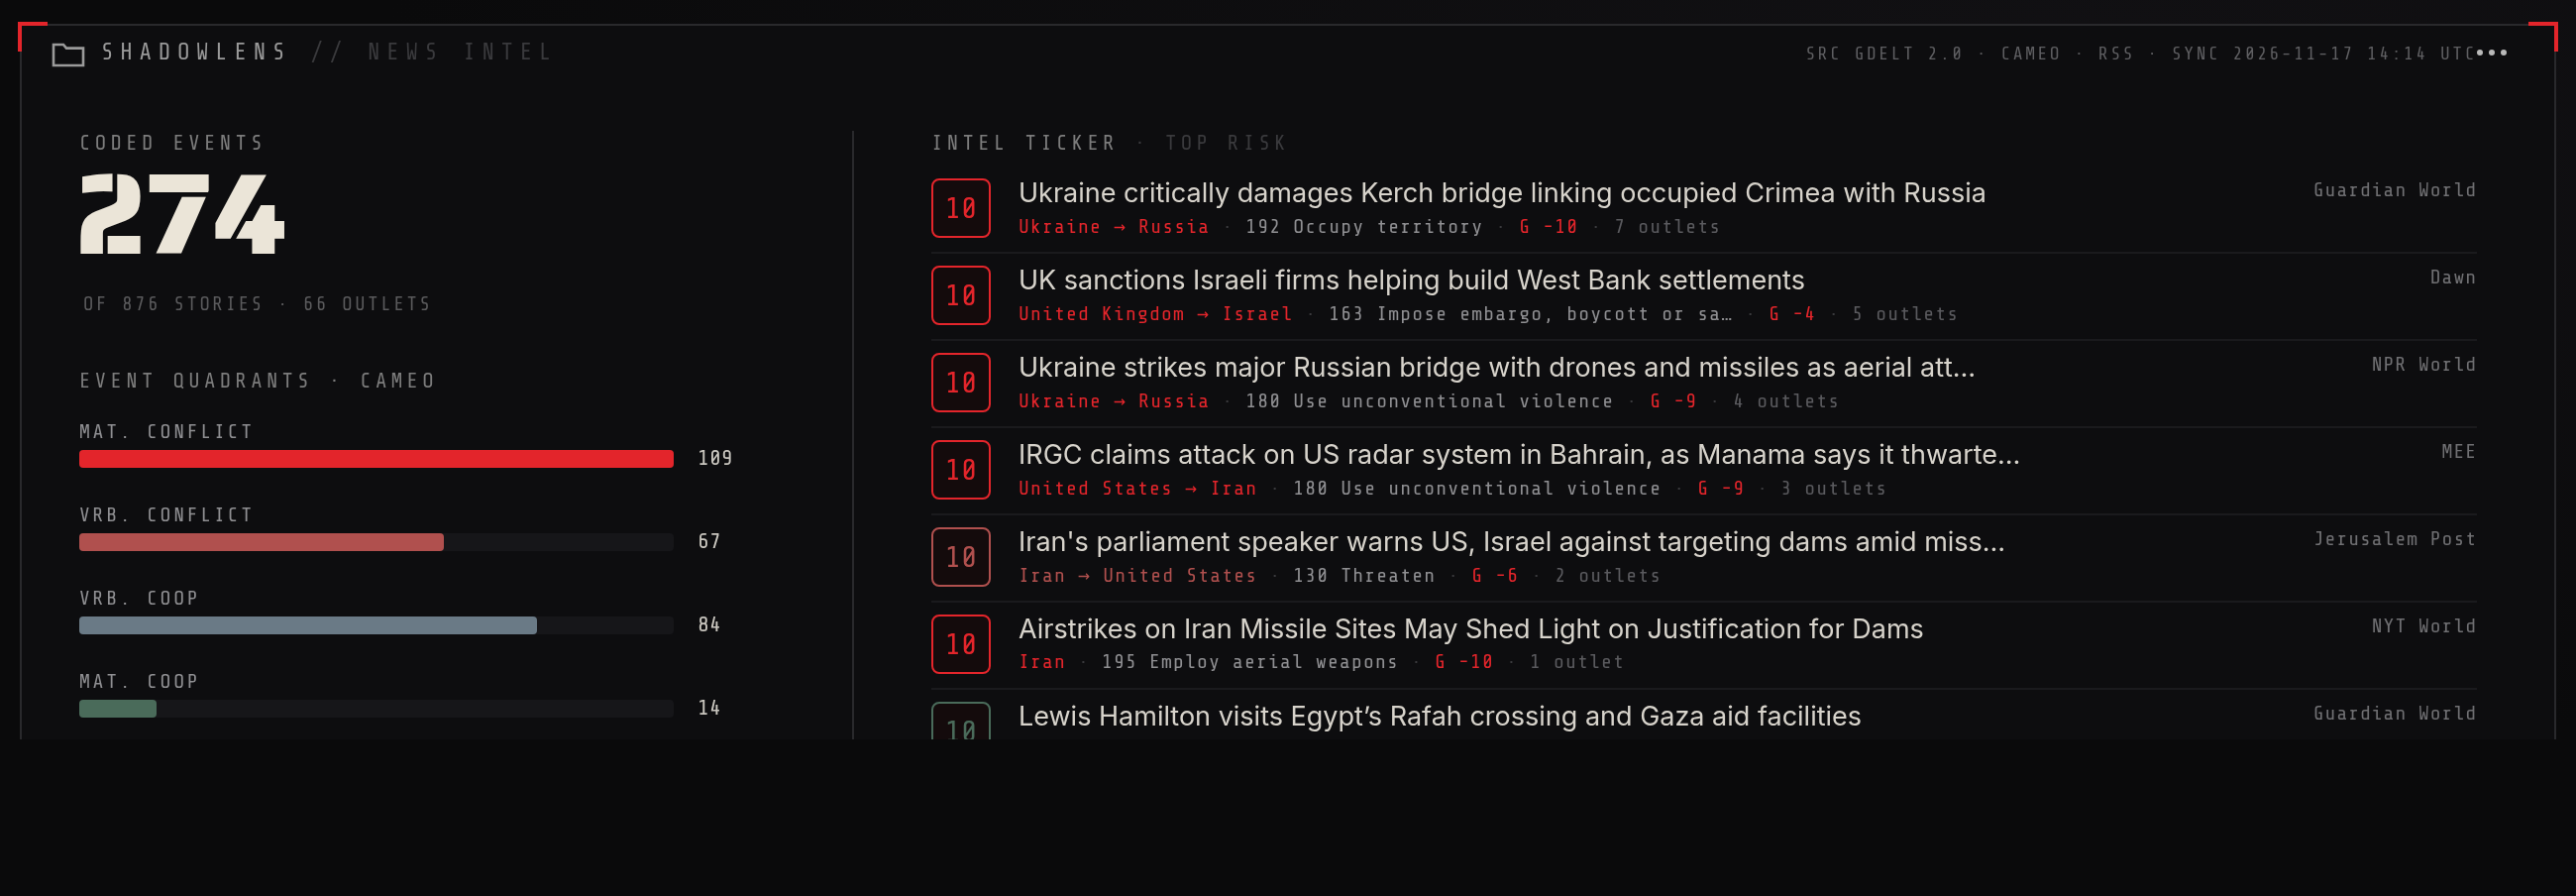 SHADOWLENS // NEWS INTEL
SRC GDELT 2.0 · CAMEO · RSS · SYNC 2026-11-17 14:14 UTC
CODED EVENTS
274
OF 876 STORIES · 66 OUTLETS
EVENT QUADRANTS · CAMEO
MAT. CONFLICT
109
VRB. CONFLICT
67
VRB. COOP
84
MAT. COOP
14
INTEL TICKER · TOP RISK
10 Ukraine critically damages Kerch bridge linking occupied Crimea with Russia Guardian World
Ukraine → Russia · 192 Occupy territory · G -10 · 7 outlets
10 UK sanctions Israeli firms helping build West Bank settlements Dawn
United Kingdom → Israel · 163 Impose embargo, boycott or sa… · G -4 · 5 outlets
10 Ukraine strikes major Russian bridge with drones and missiles as aerial att… NPR World
Ukraine → Russia · 180 Use unconventional violence · G -9 · 4 outlets
10 IRGC claims attack on US radar system in Bahrain, as Manama says it thwarte… MEE
United States → Iran · 180 Use unconventional violence · G -9 · 3 outlets
10 Iran's parliament speaker warns US, Israel against targeting dams amid miss… Jerusalem Post
Iran → United States · 130 Threaten · G -6 · 2 outlets
10 Airstrikes on Iran Missile Sites May Shed Light on Justification for Dams NYT World
Iran · 195 Employ aerial weapons · G -10 · 1 outlet
10 Lewis Hamilton visits Egypt’s Rafah crossing and Gaza aid facilities Guardian World